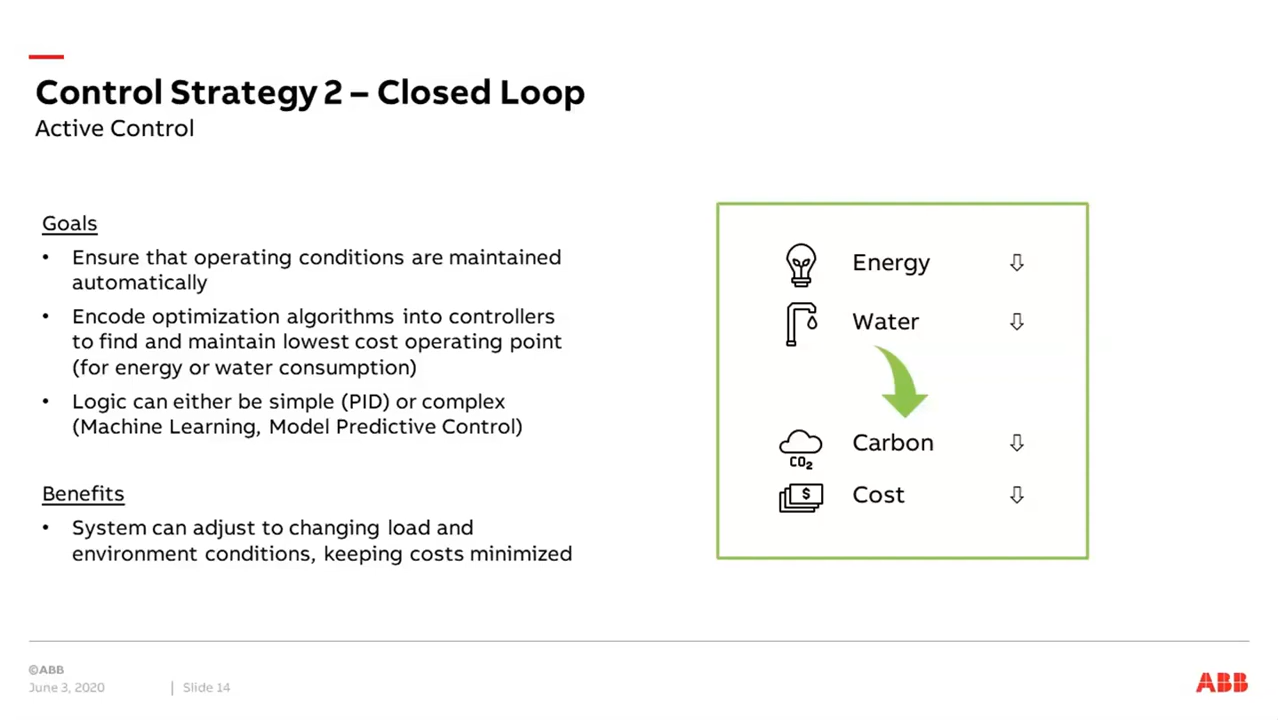 Control Strategy 2 – Closed Loop
Active Control
Goals
• Ensure that operating conditions are maintained
automatically
• Encode optimization algorithms into controllers
to find and maintain lowest cost operating point
(for energy or water consumption)
• Logic can either be simple (PID) or complex
(Machine Learning, Model Predictive Control)
Benefits
• System can adjust to changing load and
environment conditions, keeping costs minimized
Energy ⇩
Water ⇩
CO₂ Carbon ⇩
$ Cost ⇩
©ABB
June 3, 2020 | Slide 14
ABB